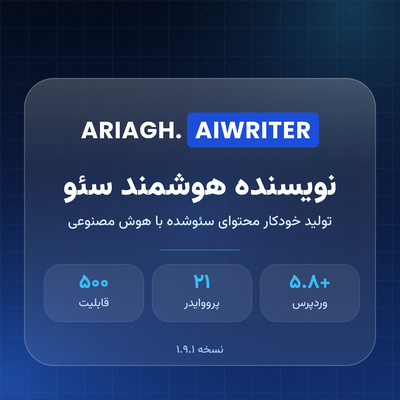 ARIAGH. AIWRITER
نویسنده هوشمند سئو
تولید خودکار محتوای سئوشده با هوش مصنوعی
۵.۸+
وردپرس
۲۱
پرووایدر
۵۰۰
قابلیت
نسخه ۱.۹.۱